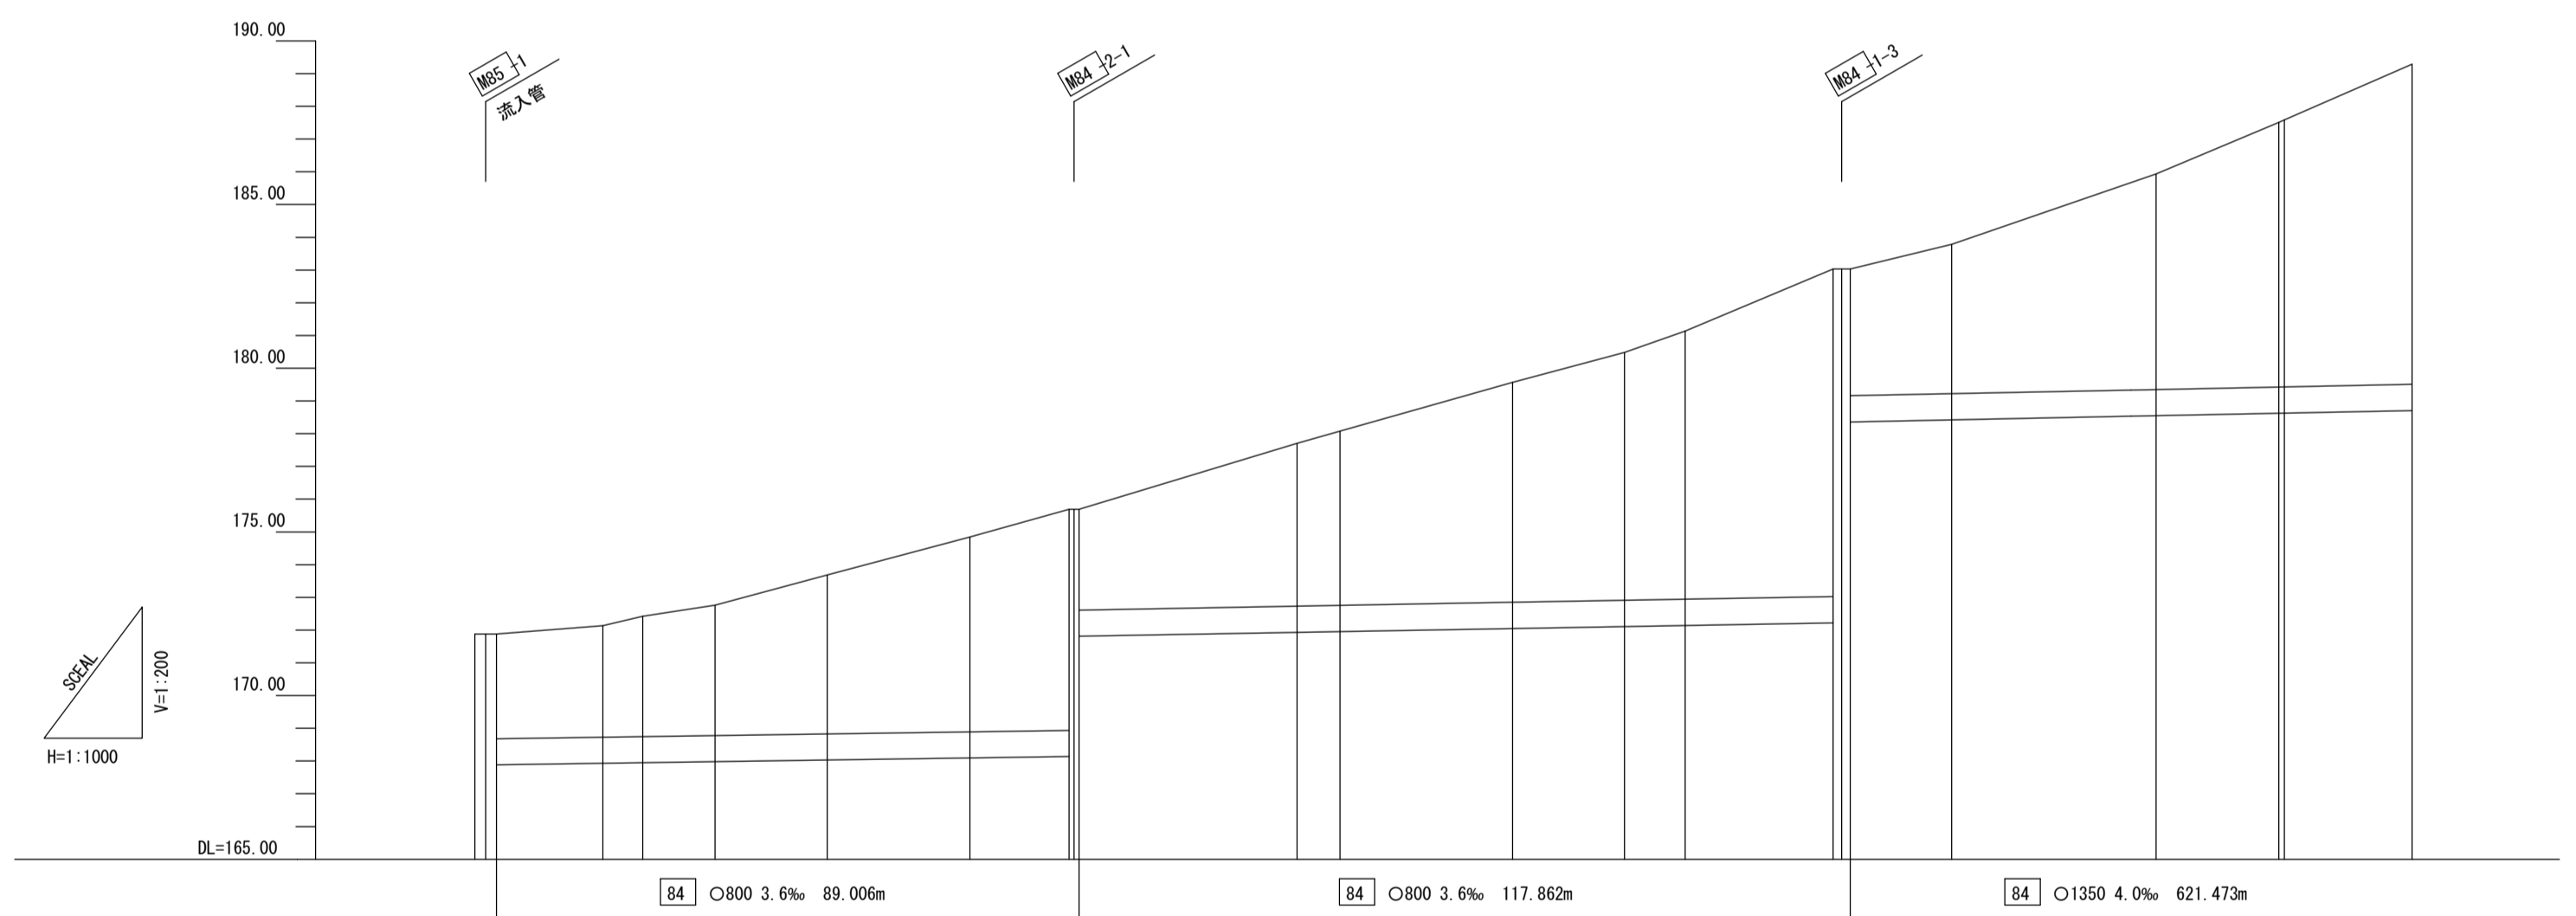 190.00
M85 -1
流入管
M84 -2-1
M84 -1-3
185.00
180.00
175.00
170.00
SCEAL
V=1:200
H=1:1000
DL=165.00
84 ○800 3.6‰ 89.006m
84 ○800 3.6‰ 117.862m
84 ○1350 4.0‰ 621.473m